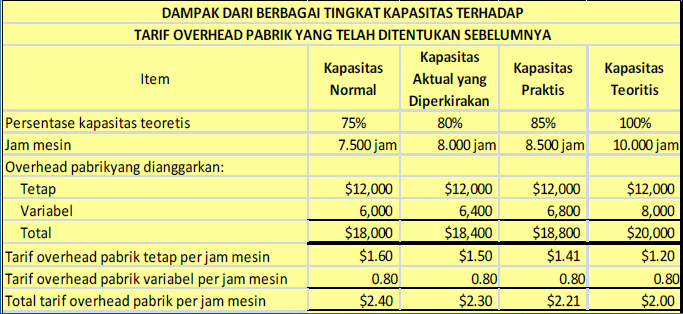 DAMPAK DARI BERBAGAI TINGKAT KAPASITAS TERHADAP
TARIF OVERHEAD PABRIK YANG TELAH DITENTUKAN SEBELUMNYA
Item Kapasitas Normal Kapasitas Aktual yang Diperkirakan Kapasitas Praktis Kapasitas Teoritis
Persentase kapasitas teoretis 75% 80% 85% 100%
Jam mesin 7.500 jam 8.000 jam 8.500 jam 10.000 jam
Overhead pabrikyang dianggarkan:
Tetap $12,000 $12,000 $12,000 $12,000
Variabel 6,000 6,400 6,800 8,000
Total $18,000 $18,400 $18,800 $20,000
Tarif overhead pabrik tetap per jam mesin $1.60 $1.50 $1.41 $1.20
Tarif overhead pabrik variabel per jam mesin 0.80 0.80 0.80 0.80
Total tarif overhead pabrik per jam mesin $2.40 $2.30 $2.21 $2.00